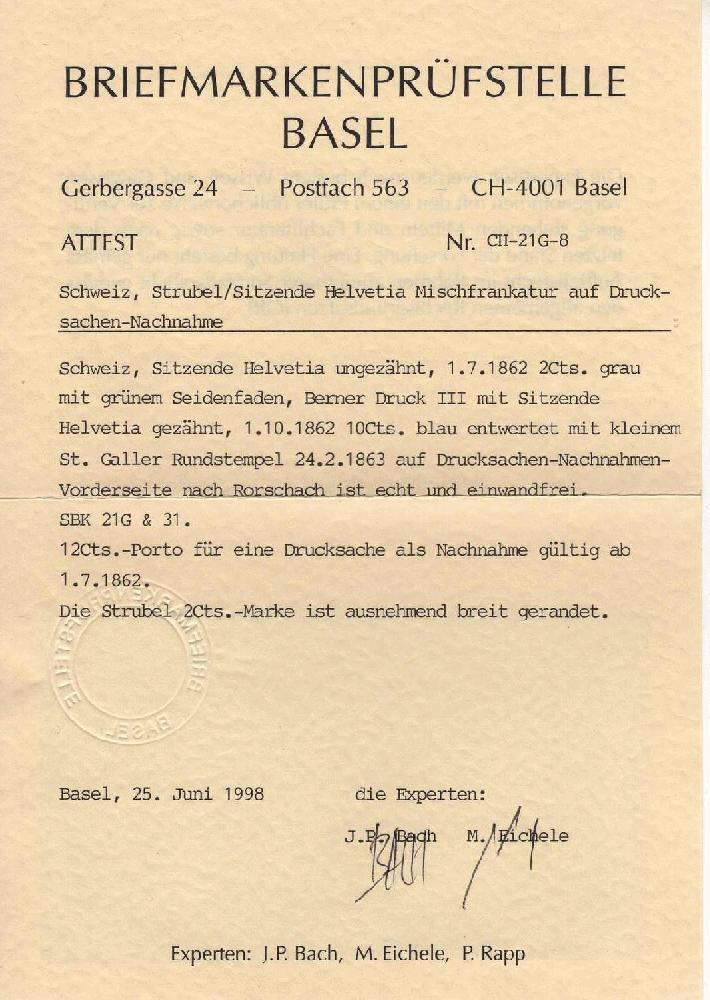 BRIEFMARKENPRÜFSTELLE
BASEL
Gerbergasse 24 – Postfach 563 – CH-4001 Basel
ATTEST Nr. CII-21G-8
Schweiz, Strubel/Sitzende Helvetia Mischfrankatur auf Druck-
sachen-Nachnahme
Schweiz, Sitzende Helvetia ungezähnt, 1.7.1862 2Cts. grau
mit grünem Seidenfaden, Berner Druck III mit Sitzende
Helvetia gezähnt, 1.10.1862 10Cts. blau entwertet mit kleinem
St. Galler Rundstempel 24.2.1863 auf Drucksachen-Nachnahmen-
Vorderseite nach Rorschach ist echt und einwandfrei.
SBK 21G & 31.
12Cts.-Porto für eine Drucksache als Nachnahme gültig ab
1.7.1862.
Die Strubel 2Cts.-Marke ist ausnehmend breit gerandet.
BRIEFMARKENPRÜFSTELLE
BASEL
Basel, 25. Juni 1998 die Experten:
J.P. Bach M. Eichele
Experten: J.P. Bach, M. Eichele, P. Rapp